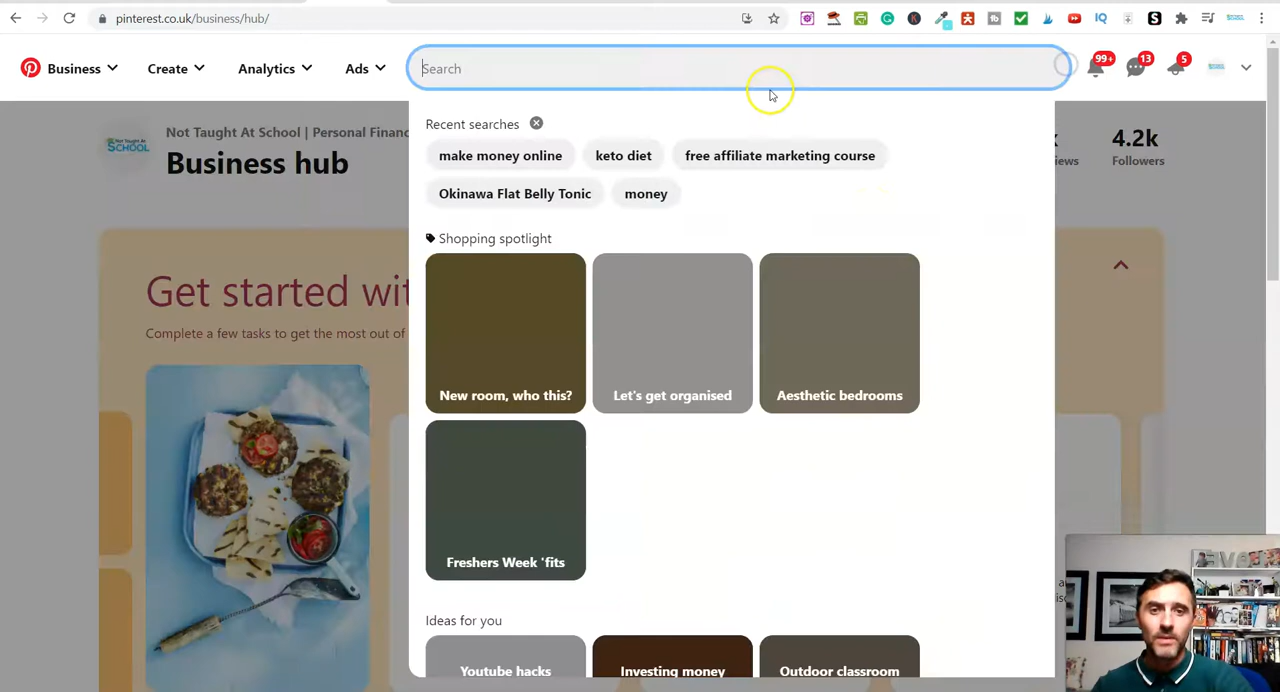 pinterest.co.uk/business/hub/
Business
Create
Analytics
Ads
Search
99+
13
5
Not Taught At School | Personal Financ
Business hub
4.2k
iews
Followers
Recent searches
make money online
keto diet
free affiliate marketing course
Okinawa Flat Belly Tonic
money
Shopping spotlight
Get started wit
Complete a few tasks to get the most out of
New room, who this?
Let's get organised
Aesthetic bedrooms
Freshers Week 'fits
Ideas for you
Youtube hacks
Investing money
Outdoor classroom